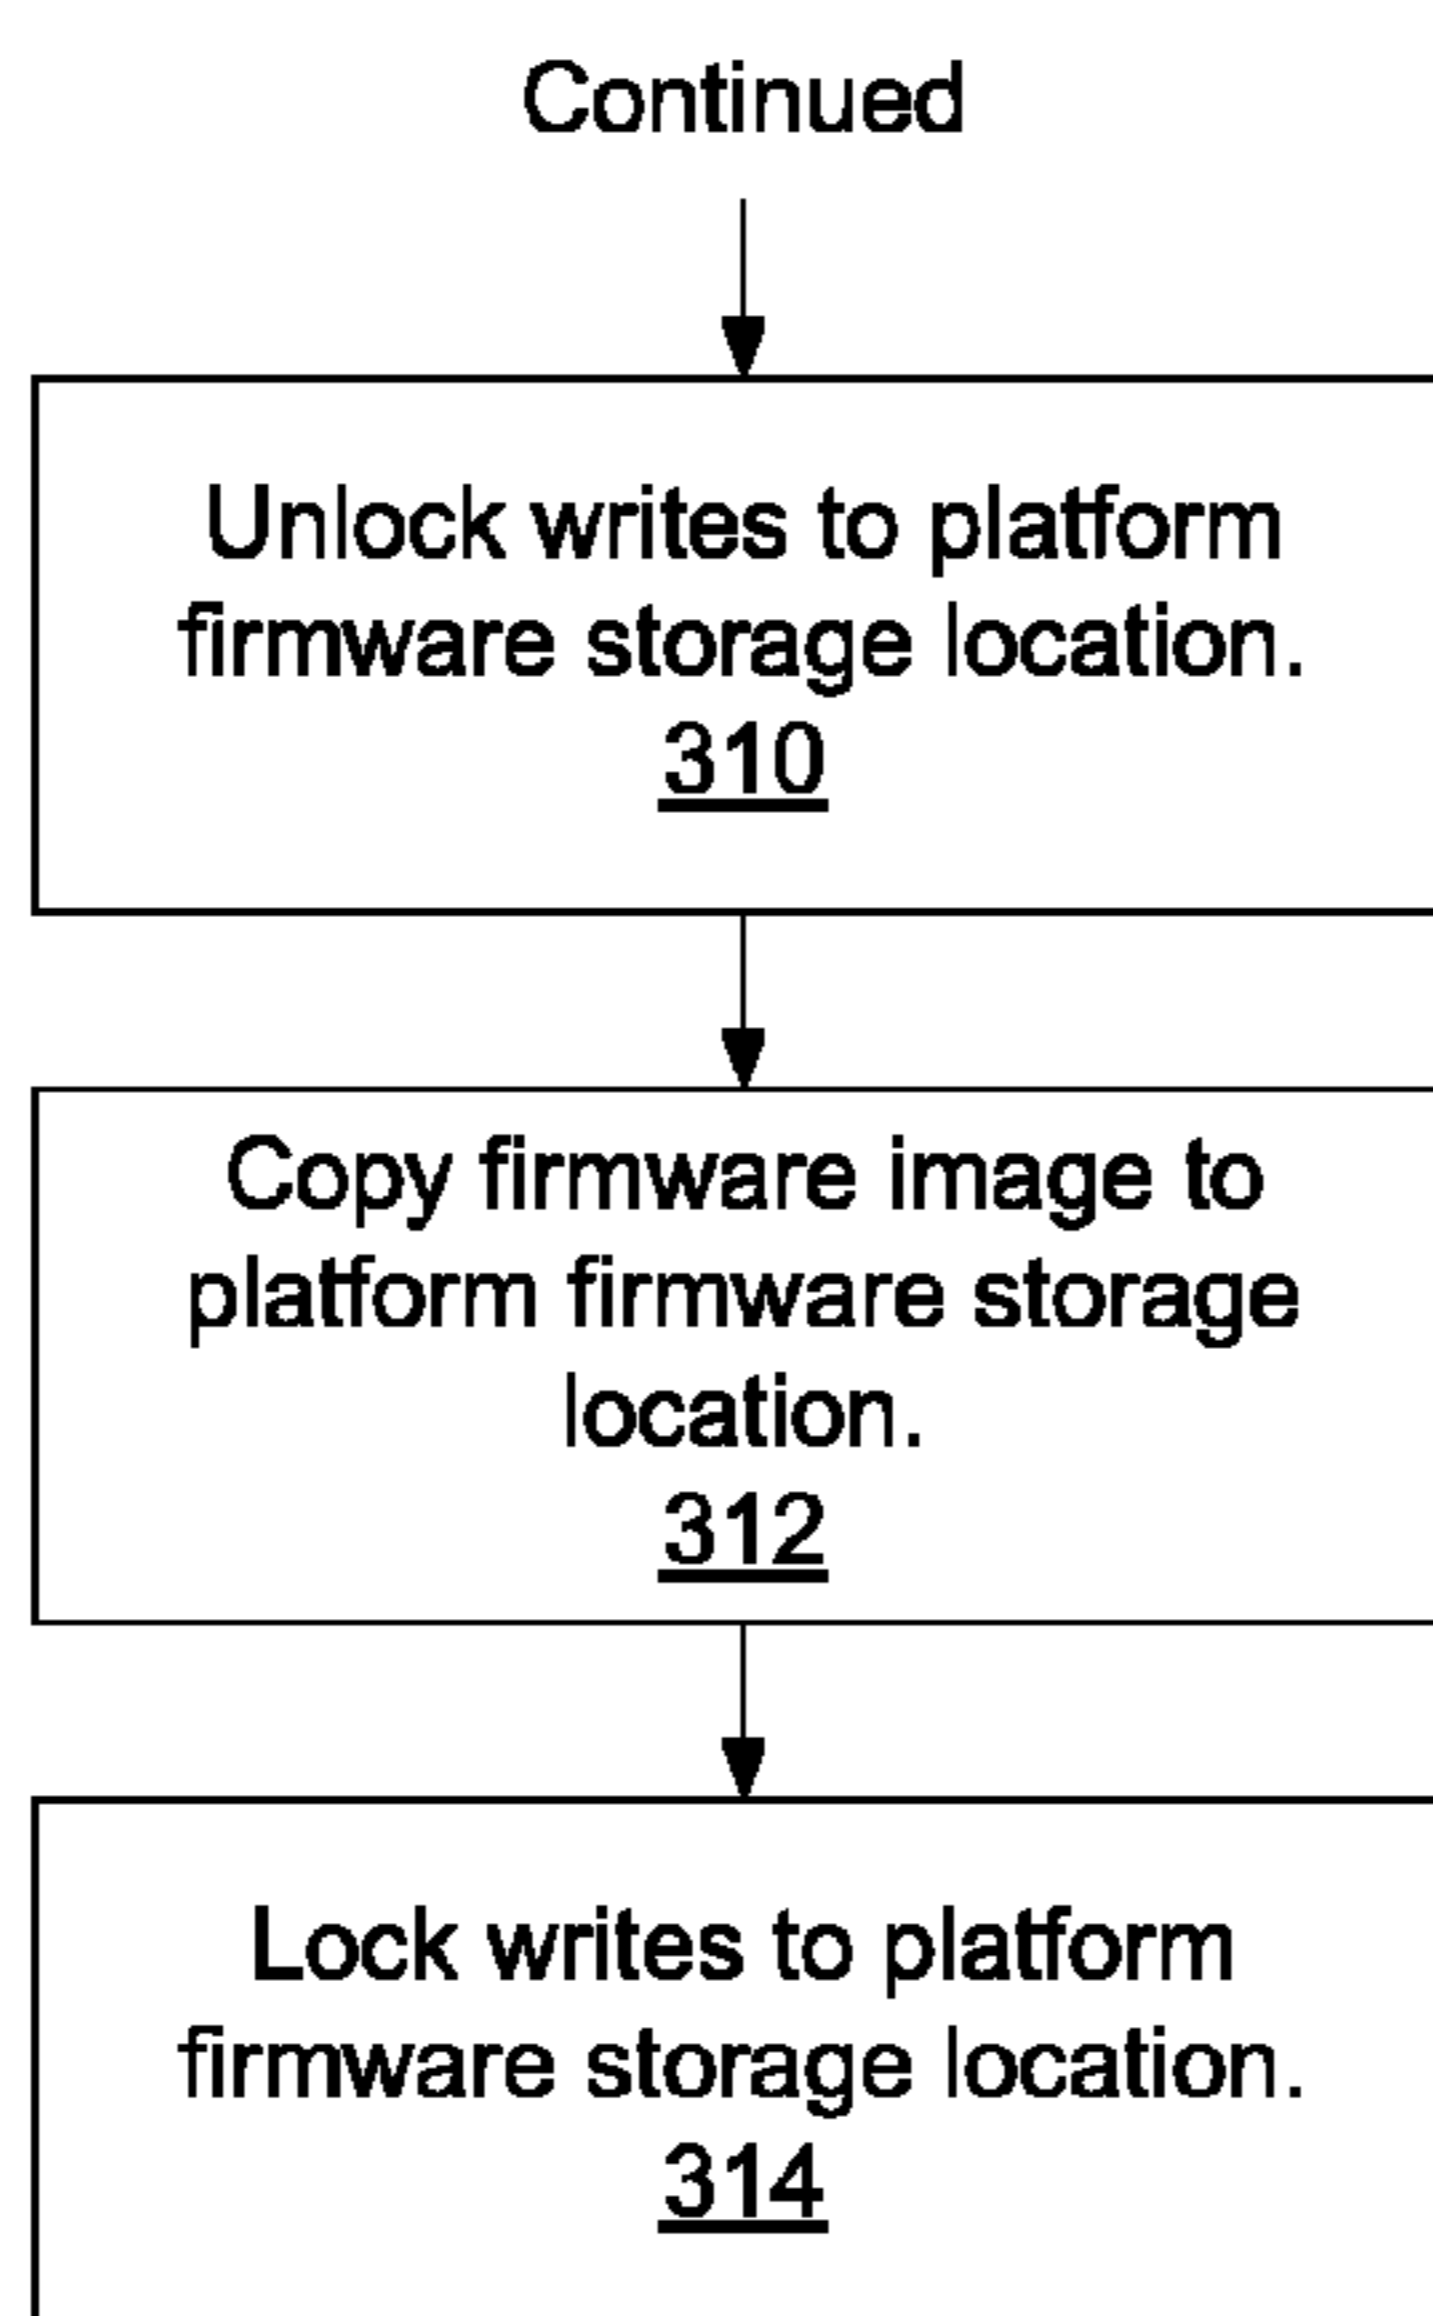 Continued
Unlock writes to platform
firmware storage location.
310
Copy firmware image to
platform firmware storage
location.
312
Lock writes to platform
firmware storage location.
314